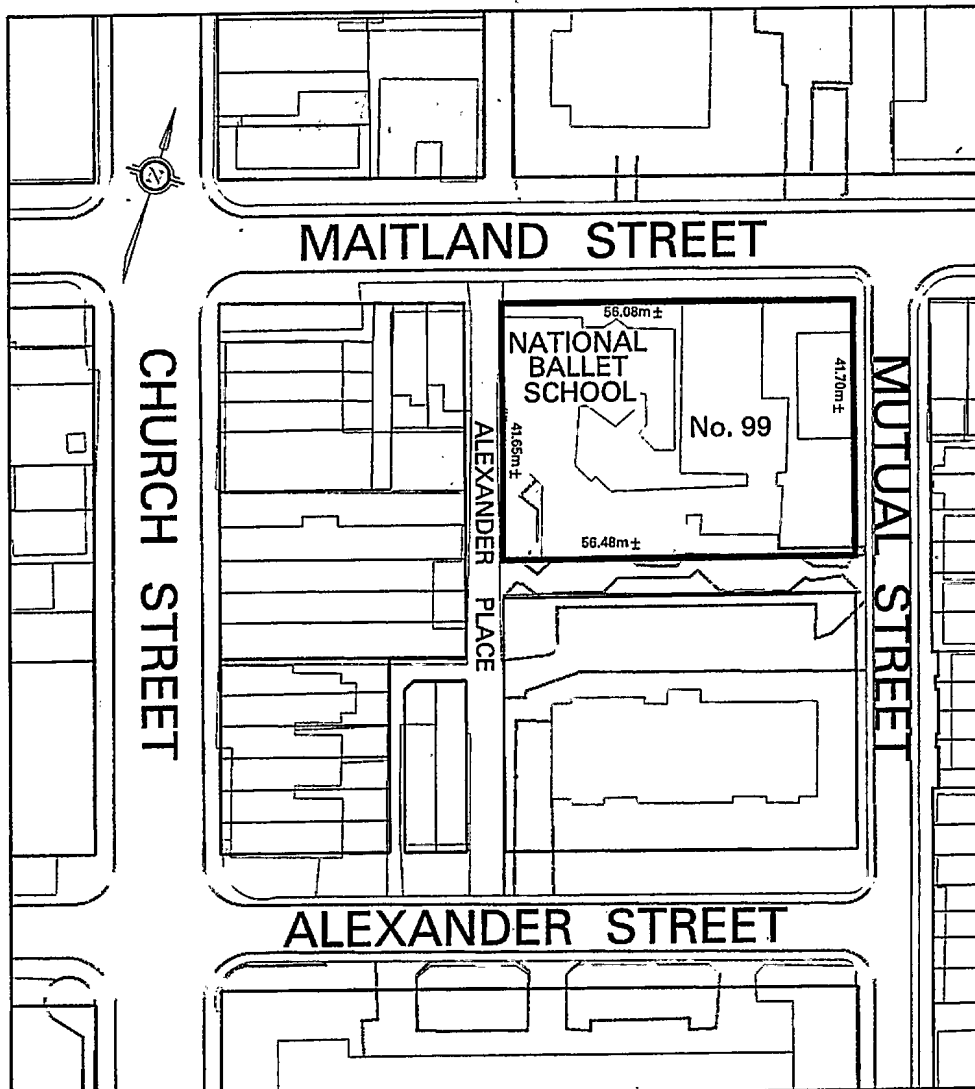 MAITLAND STREET
56.08m±
NATIONAL
BALLET
SCHOOL
No. 99
41.70m±
41.65m±
56.48m±
CHURCH STREET
ALEXANDER PLACE
MUTUAL STREET
ALEXANDER STREET